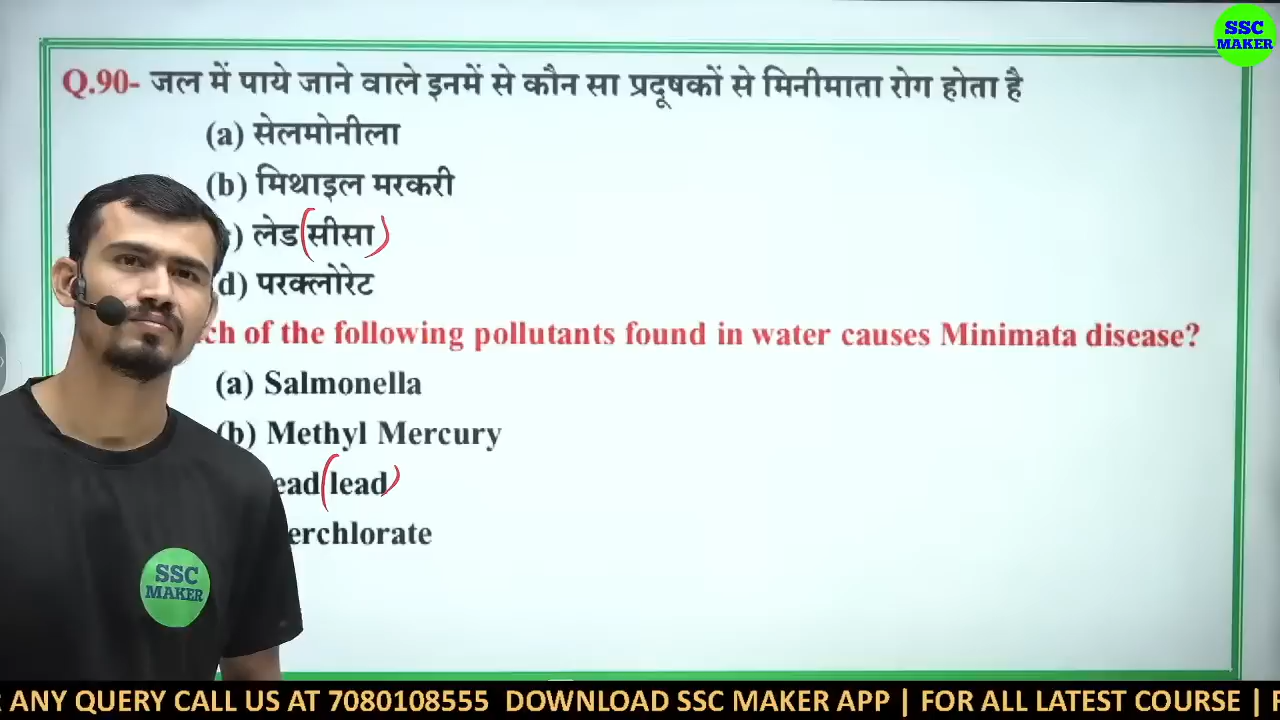 SSC
MAKER
Q.90- जल में पाये जाने वाले इनमें से कौन सा प्रदूषकों से मिनीमाता रोग होता है
(a) सेलमोनीला
(b) मिथाइल मरकरी
) लेड(सीसा)
d) परक्लोरेट
ch of the following pollutants found in water causes Minimata disease?
(a) Salmonella
(b) Methyl Mercury
ead(lead)
erchlorate
SSC
MAKER
ANY QUERY CALL US AT 7080108555 DOWNLOAD SSC MAKER APP | FOR ALL LATEST COURSE |